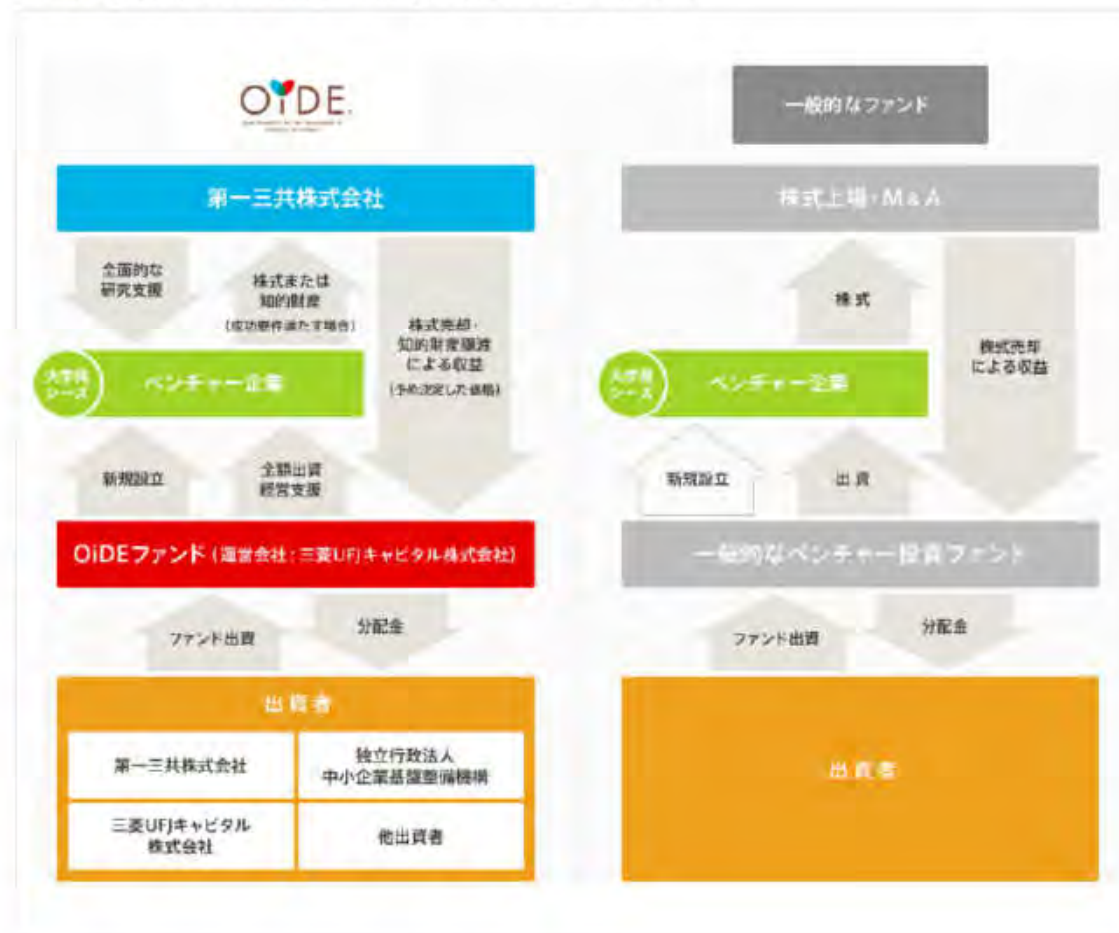 OiDE.
第一三共株式会社
全面的な
研究支援
株式または
知的財産
(成功要件満たす場合)
株式売却・
知的財産譲渡
による収益
(予め決定した価格)
大学発
シーズ
ベンチャー企業
新規設立
全額出資
経営支援
OiDEファンド(運営会社:三菱UFJキャピタル株式会社)
ファンド出資
分配金
出資者
第一三共株式会社
独立行政法人
中小企業基盤整備機構
三菱UFJキャピタル
株式会社
他出資者
一般的なファンド
株式上場・M&A
株式
株式売却
による収益
大学発
シーズ
ベンチャー企業
新規設立
出資
一般的なベンチャー投資ファンド
ファンド出資
分配金
出資者